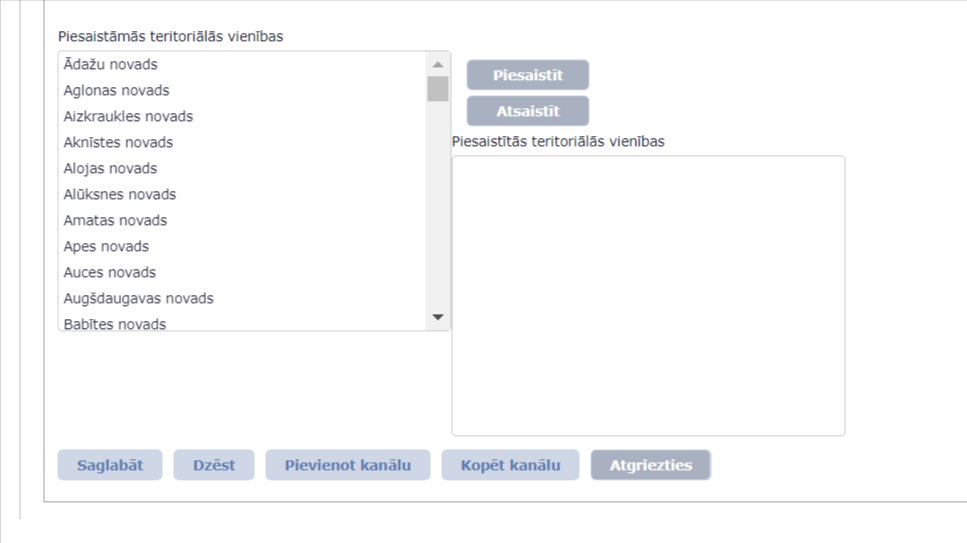 Piesaistāmās teritoriālās vienības
Ādažu novads
Aglonas novads
Aizkraukles novads
Aknīstes novads
Alojas novads
Alūksnes novads
Amatas novads
Apes novads
Auces novads
Augšdaugavas novads
Babītes novads
Piesaistīt
Atsaistīt
Piesaistītās teritoriālās vienības
Saglabāt Dzēst Pievienot kanālu Kopēt kanālu Atgriezties